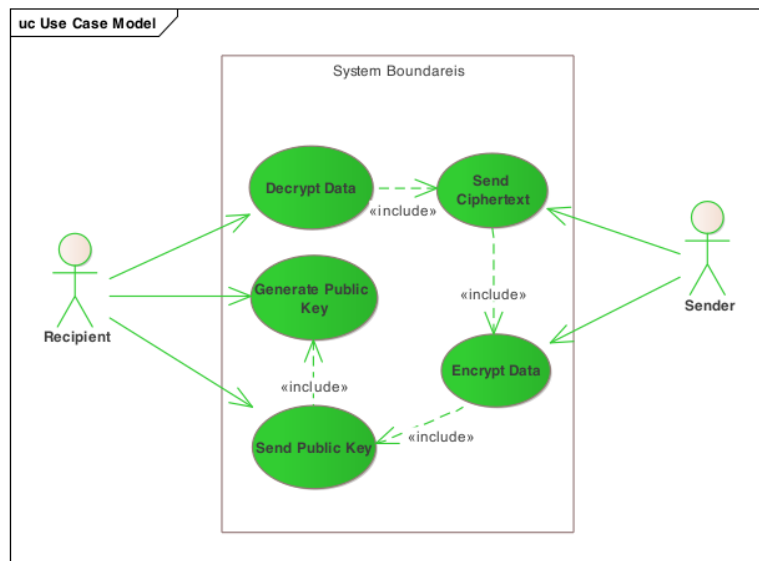 uc Use Case Model
System Boundareis
Decrypt Data
«include»
Send
Ciphertext
Recipient
Generate Public
Key
«include»
Sender
«include»
Encrypt Data
Send Public Key
«include»